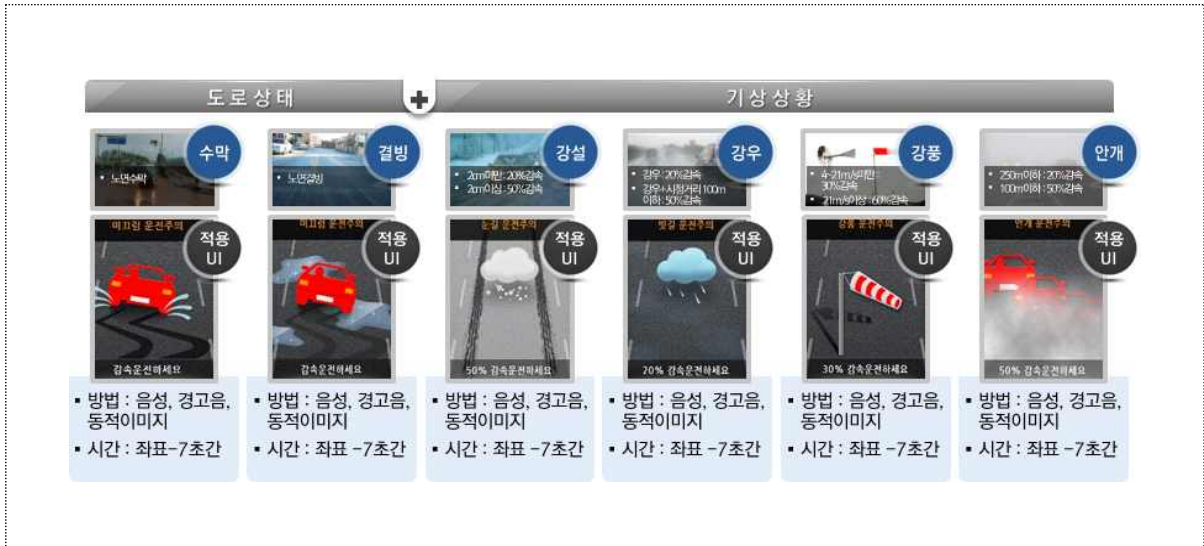 도로상태
기상상황
수막
• 노면수막
결빙
• 노면결빙
강설
• 2cm미만 : 20%감속
• 2cm이상 : 50%감속
강우
• 강우 : 20%감속
• 강우+시정거리 100m
이하 : 50%감속
강풍
• 4-21m/s미만 :
30%감속
• 21m/s이상 : 60%감속
안개
• 250m이하 : 20%감속
• 100m이하 : 50%감속
미끄럼 운전주의
적용
UI
감속운전하세요
미끄럼 운전주의
적용
UI
감속운전하세요
눈길 운전주의
적용
UI
50% 감속운전하세요
빗길 운전주의
적용
UI
20% 감속운전하세요
강풍 운전주의
적용
UI
30% 감속운전하세요
안개 운전주의
적용
UI
50% 감속운전하세요
▪ 방법 : 음성, 경고음,
동적이미지
▪ 시간 : 좌표-7초간
▪ 방법 : 음성, 경고음,
동적이미지
▪ 시간 : 좌표 -7초간
▪ 방법 : 음성, 경고음,
동적이미지
▪ 시간 : 좌표 -7초간
▪ 방법 : 음성, 경고음,
동적이미지
▪ 시간 : 좌표 -7초간
▪ 방법 : 음성, 경고음,
동적이미지
▪ 시간 : 좌표 -7초간
▪ 방법 : 음성, 경고음,
동적이미지
▪ 시간 : 좌표 -7초간